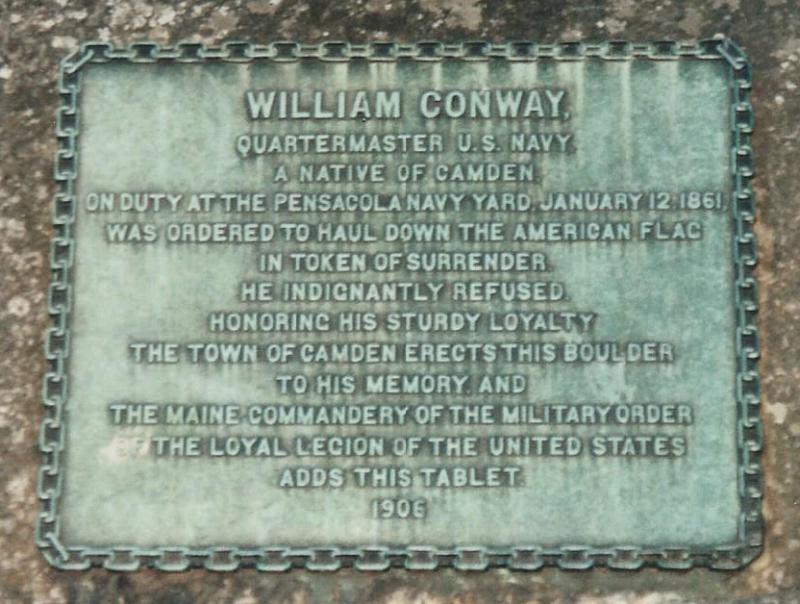 WILLIAM CONWAY,
QUARTERMASTER U.S. NAVY.
A NATIVE OF CAMDEN.
ON DUTY AT THE PENSACOLA NAVY YARD, JANUARY 12, 1861,
WAS ORDERED TO HAUL DOWN THE AMERICAN FLAG
IN TOKEN OF SURRENDER.
HE INDIGNANTLY REFUSED.
HONORING HIS STURDY LOYALTY
THE TOWN OF CAMDEN ERECTS THIS BOULDER
TO HIS MEMORY, AND
THE MAINE COMMANDERY OF THE MILITARY ORDER
OF THE LOYAL LEGION OF THE UNITED STATES
ADDS THIS TABLET.
1906